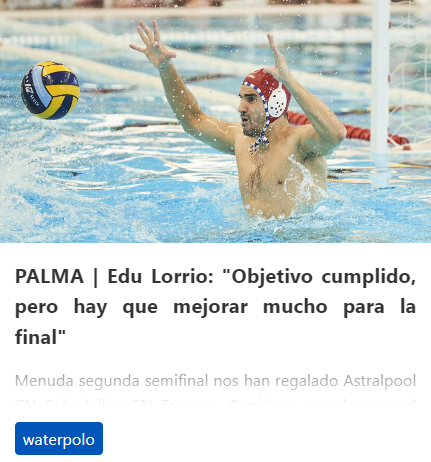 PALMA | Edu Lorrio: "Objetivo cumplido,
pero hay que mejorar mucho para la
final"
Menuda segunda semifinal nos han regalado Astralpool
waterpolo